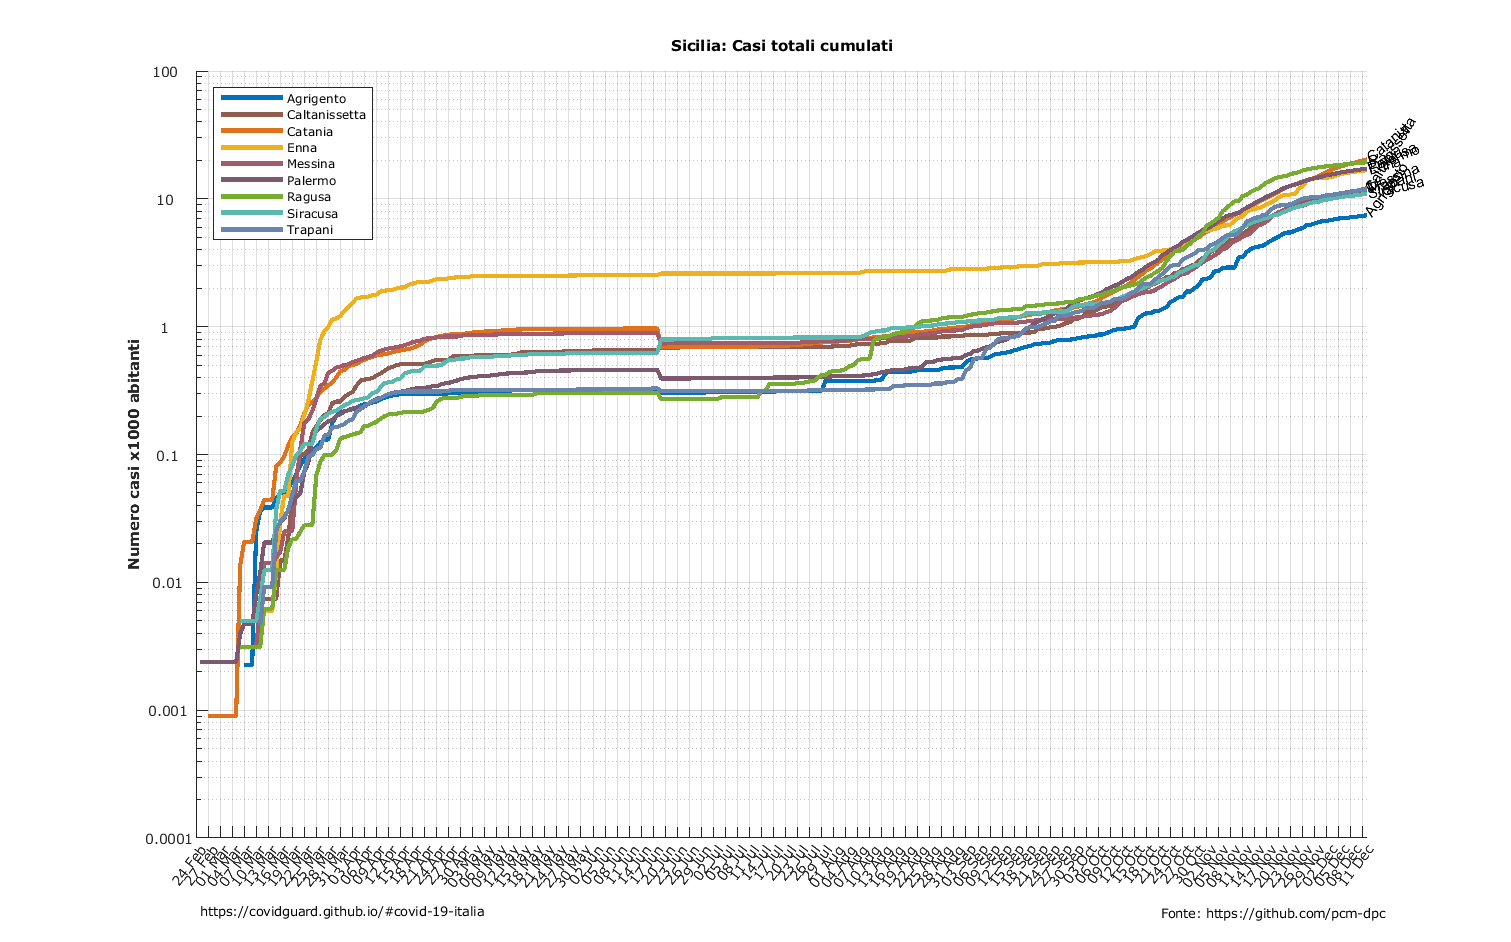 Sicilia: Casi totali cumulati
100
10
1
0.1
0.01
0.001
0.0001
Numero casi x1000 abitanti
Agrigento
Caltanissetta
Catania
Enna
Messina
Palermo
Ragusa
Siracusa
Trapani
Catania
24 Feb
27 Feb
01 Mar
04 Mar
07 Mar
10 Mar
13 Mar
16 Mar
19 Mar
22 Mar
25 Mar
28 Mar
31 Mar
03 Apr
09 Apr
12 Apr
15 Apr
18 Apr
21 Apr
24 Apr
27 Apr
30 Apr
03 May
09 May
12 May
15 May
18 May
21 May
24 May
27 May
30 May
02 Jun
05 Jun
08 Jun
11 Jun
14 Jun
17 Jun
20 Jun
23 Jun
26 Jun
29 Jun
02 Jul
05 Jul
08 Jul
11 Jul
14 Jul
17 Jul
20 Jul
23 Jul
26 Jul
29 Jul
01 Aug
04 Aug
07 Aug
10 Aug
13 Aug
16 Aug
19 Aug
22 Aug
25 Aug
28 Aug
31 Aug
03 Sep
06 Sep
09 Sep
12 Sep
15 Sep
18 Sep
21 Sep
24 Sep
27 Sep
30 Sep
03 Oct
06 Oct
09 Oct
12 Oct
15 Oct
18 Oct
21 Oct
24 Oct
27 Oct
30 Oct
02 Nov
05 Nov
08 Nov
11 Nov
14 Nov
17 Nov
20 Nov
23 Nov
26 Nov
29 Nov
02 Dec
05 Dec
08 Dec
11 Dec
https://covidguard.github.io/#covid-19-italia
Fonte: https://github.com/pcm-dpc